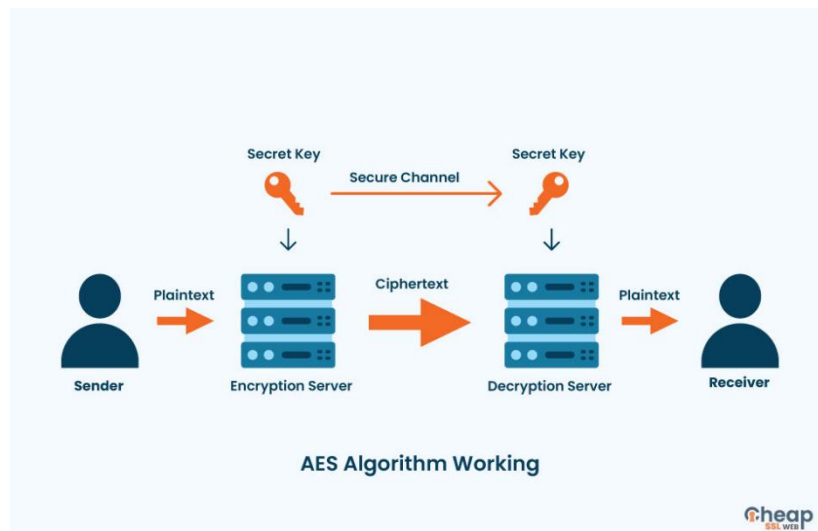 Secret Key
Secret Key
Secure Channel
Plaintext
Ciphertext
Plaintext
Sender
Encryption Server
Decryption Server
Receiver
AES Algorithm Working
Cheap
SSL WEB